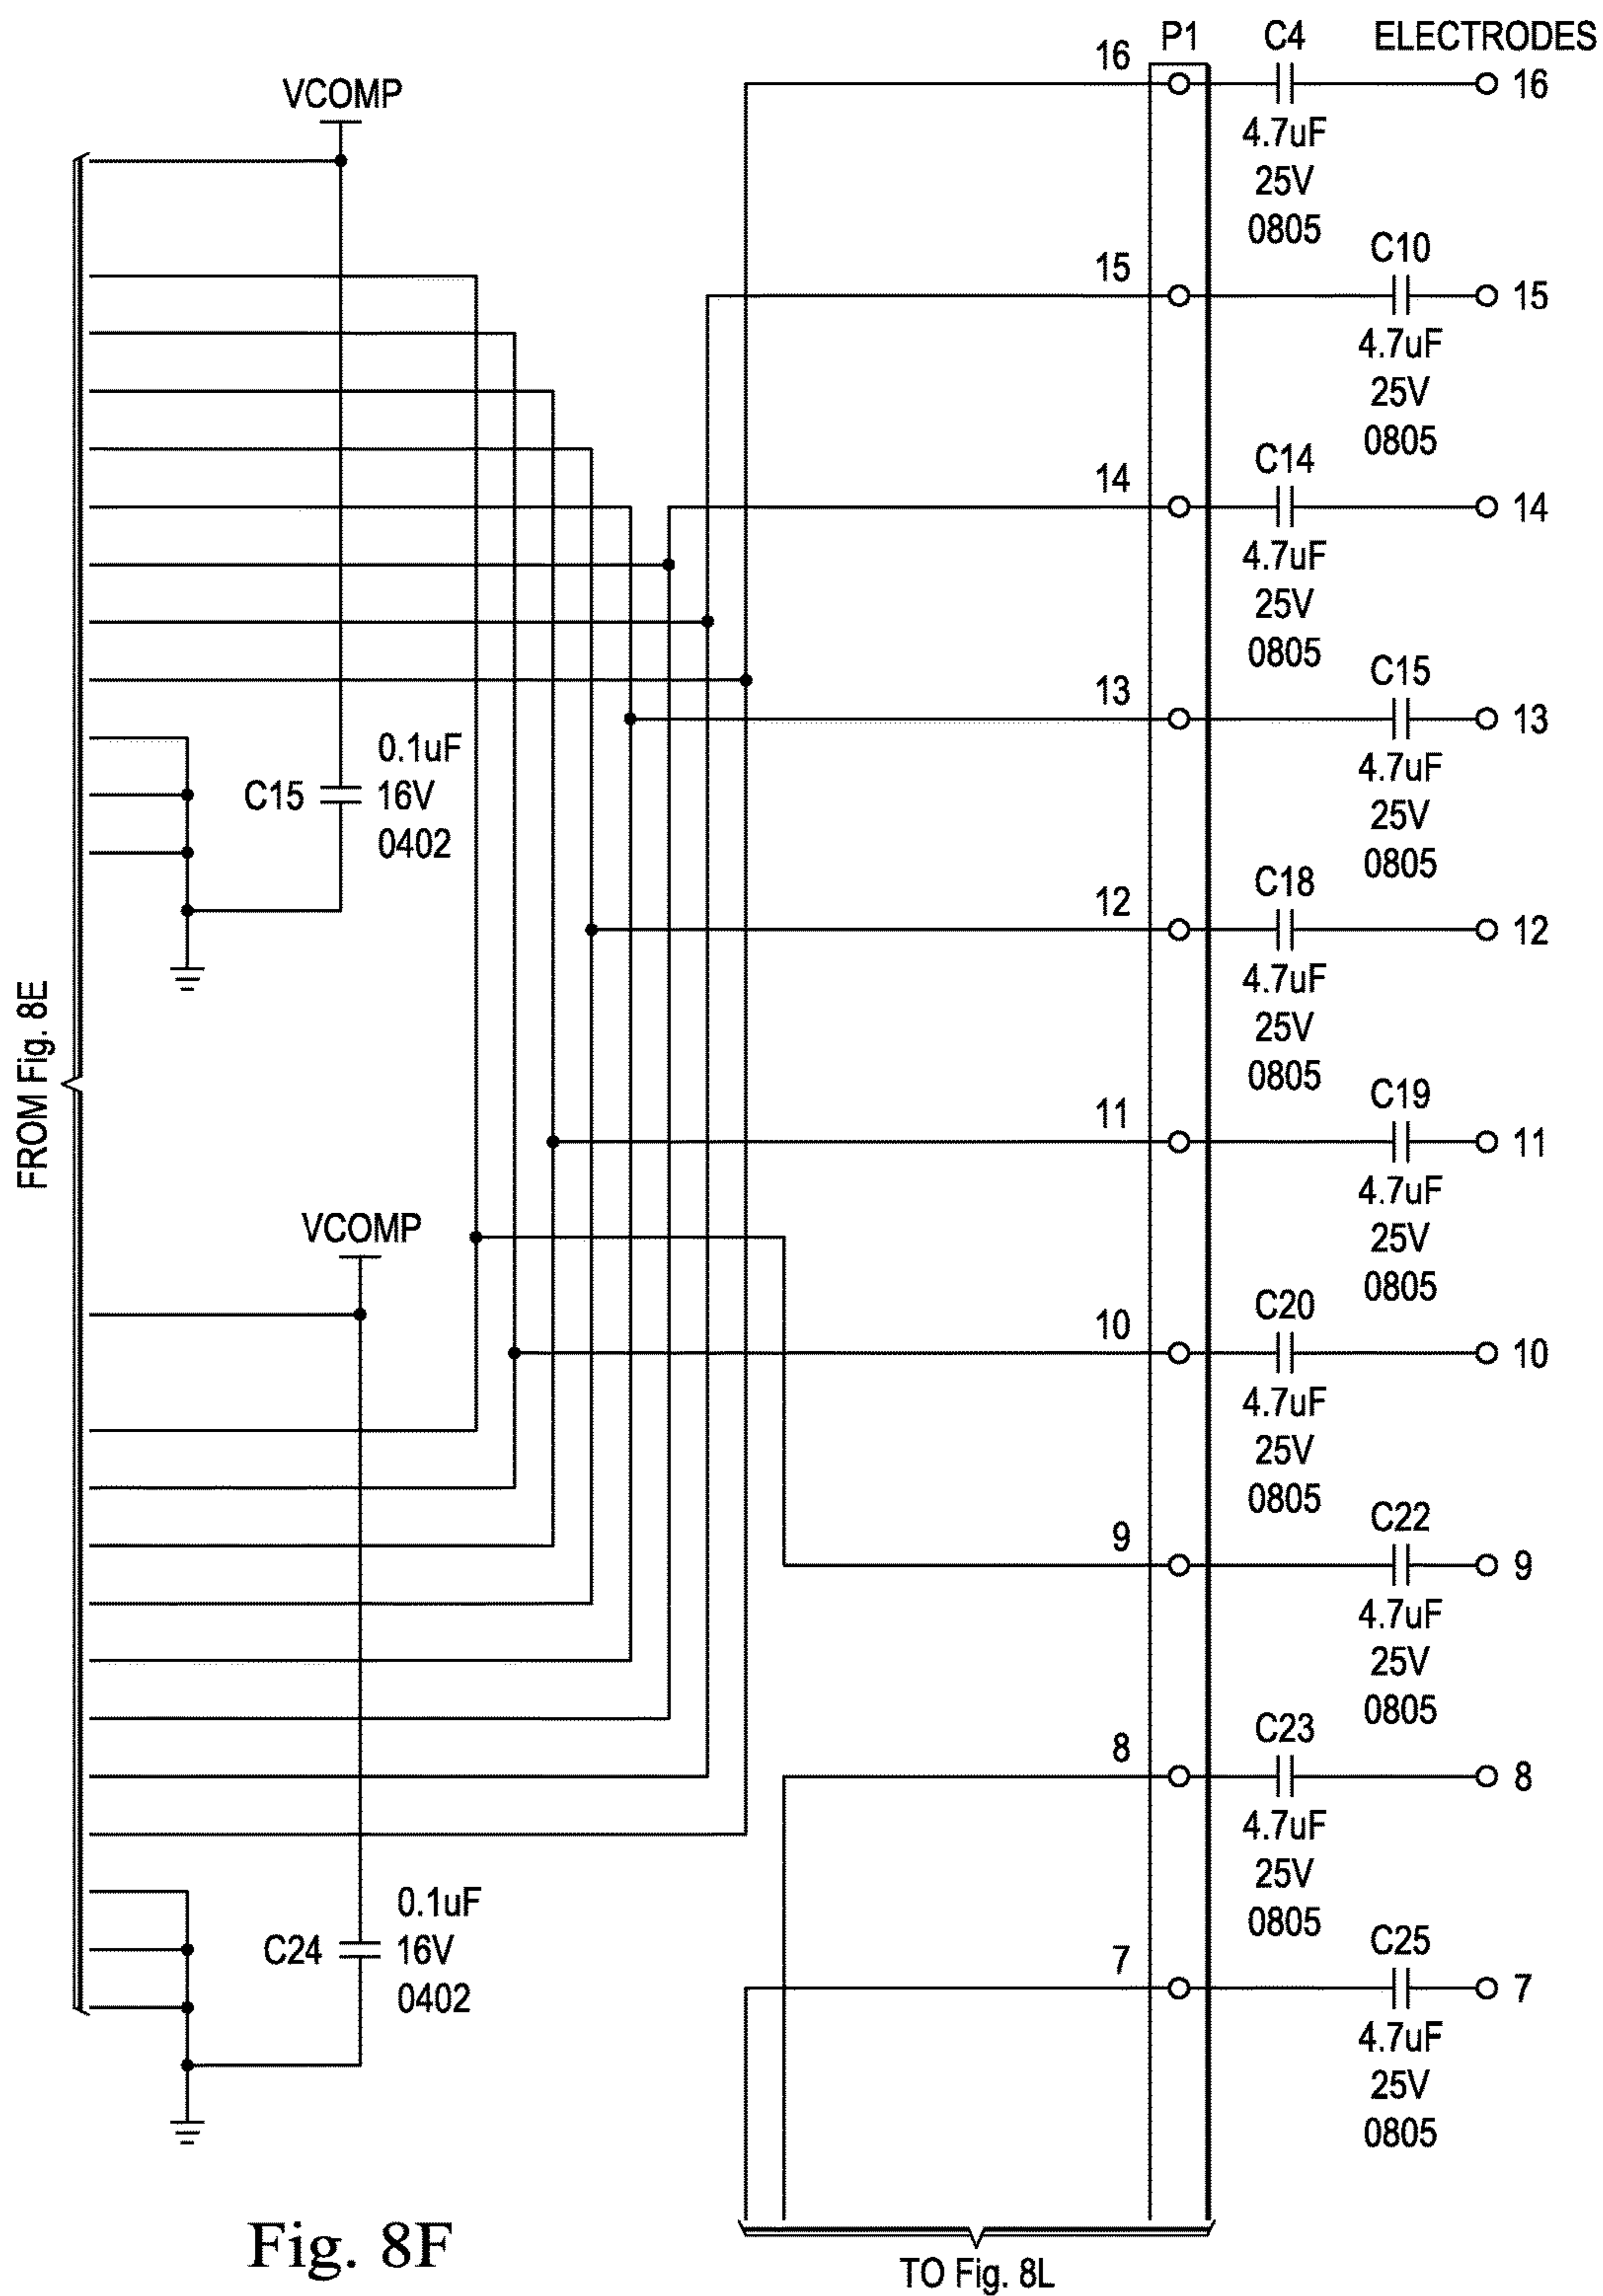 P1
C4
ELECTRODES
16
16
4.7uF
25V
0805
VCOMP
C10
15
15
4.7uF
25V
0805
C14
14
14
4.7uF
25V
0805
C15
13
13
4.7uF
25V
0805
C15
0.1uF
16V
0402
C18
12
12
4.7uF
25V
0805
FROM Fig. 8E
C19
11
11
4.7uF
25V
0805
VCOMP
C20
10
10
4.7uF
25V
0805
C22
9
9
4.7uF
25V
0805
C23
8
8
4.7uF
25V
0805
C24
0.1uF
16V
0402
C25
7
7
4.7uF
25V
0805
Fig. 8F
TO Fig. 8L